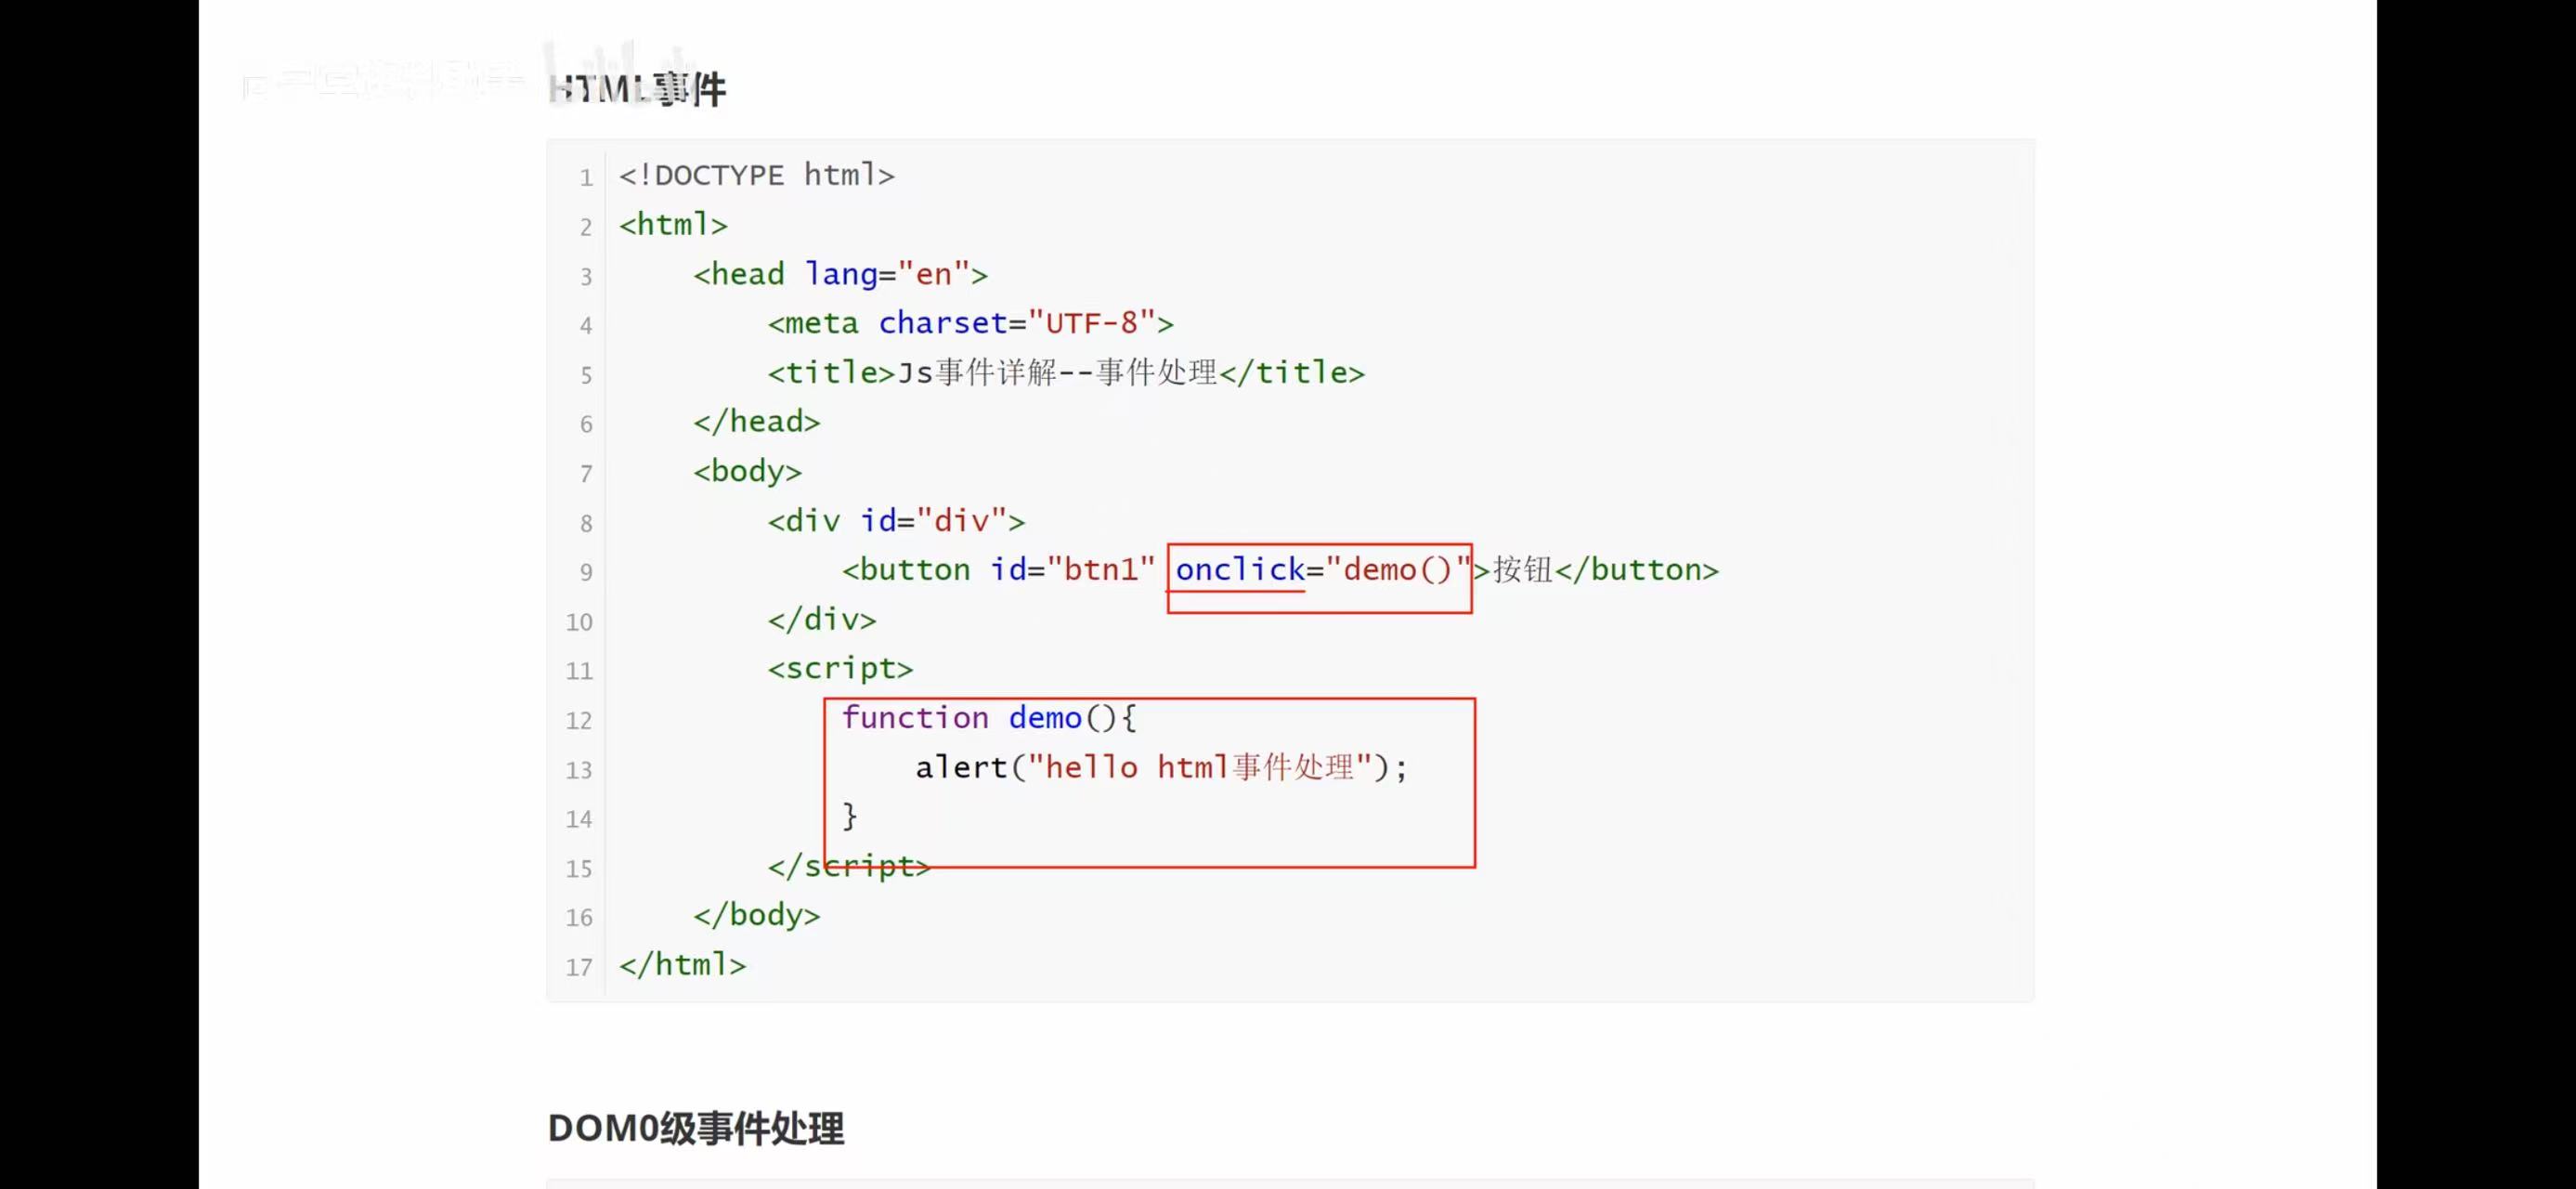 HTML事件
1 <!DOCTYPE html>
2 <html>
3 <head lang="en">
4 <meta charset="UTF-8">
5 <title>Js事件详解--事件处理</title>
6 </head>
7 <body>
8 <div id="div">
9 <button id="btn1" onclick="demo()">按钮</button>
10 </div>
11 <script>
12 function demo(){
13 alert("hello html事件处理");
14 }
15 </script>
16 </body>
17 </html>
DOM0级事件处理